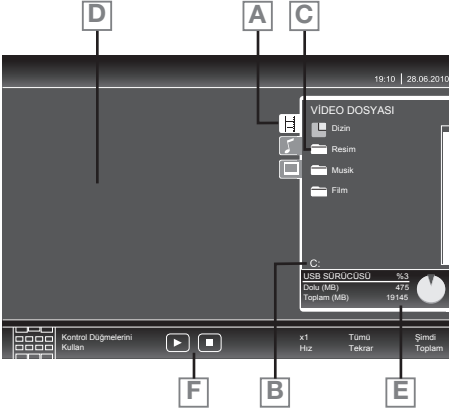 D A C
19:10 | 28.06.2010
VİDEO DOSYASI
Dizin
Resim
Musik
Film
C:
USB SÜRÜCÜSÜ %3
Dolu (MB) 475
Toplam (MB) 19145
Kontrol Düğmelerini
Kullan
x1 Tümü Şimdi
Hız Tekrar Toplam
F B E